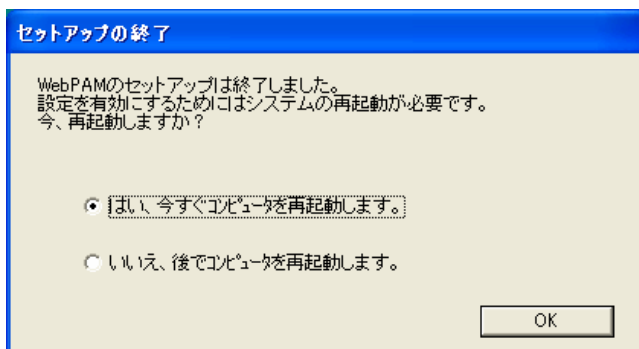 セットアップの終了
WebPAMのセットアップは終了しました。
設定を有効にするためにはシステムの再起動が必要です。
今、再起動しますか？
はい、今すぐｺﾝﾋﾟｭｰﾀを再起動します。
いいえ、後でｺﾝﾋﾟｭｰﾀを再起動します。
OK